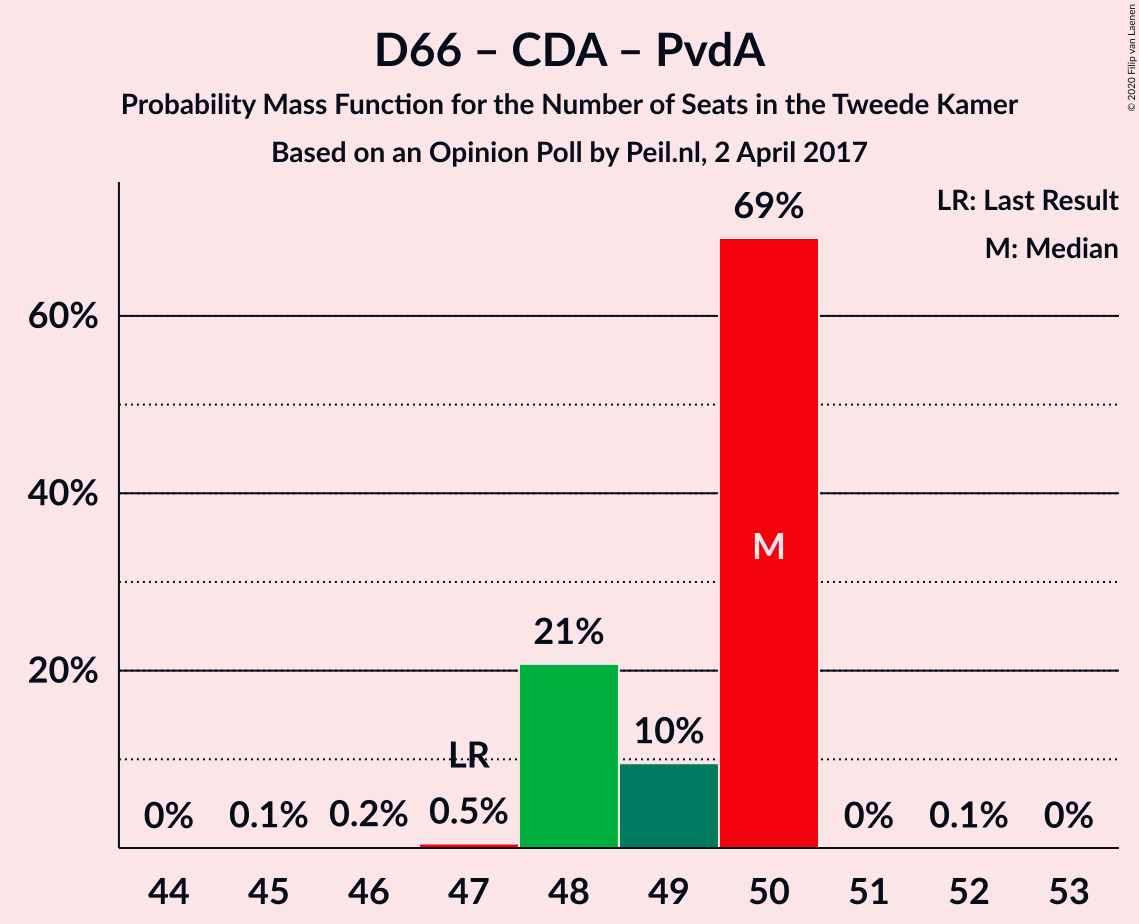 D66 – CDA – PvdA
Probability Mass Function for the Number of Seats in the Tweede Kamer
Based on an Opinion Poll by Peil.nl, 2 April 2017
© 2020 Filip van Laenen
LR: Last Result
M: Median
69%
60%
M
40%
21%
20%
10%
LR
0% 0.1% 0.2% 0.5% 0% 0.1% 0%
44 45 46 47 48 49 50 51 52 53